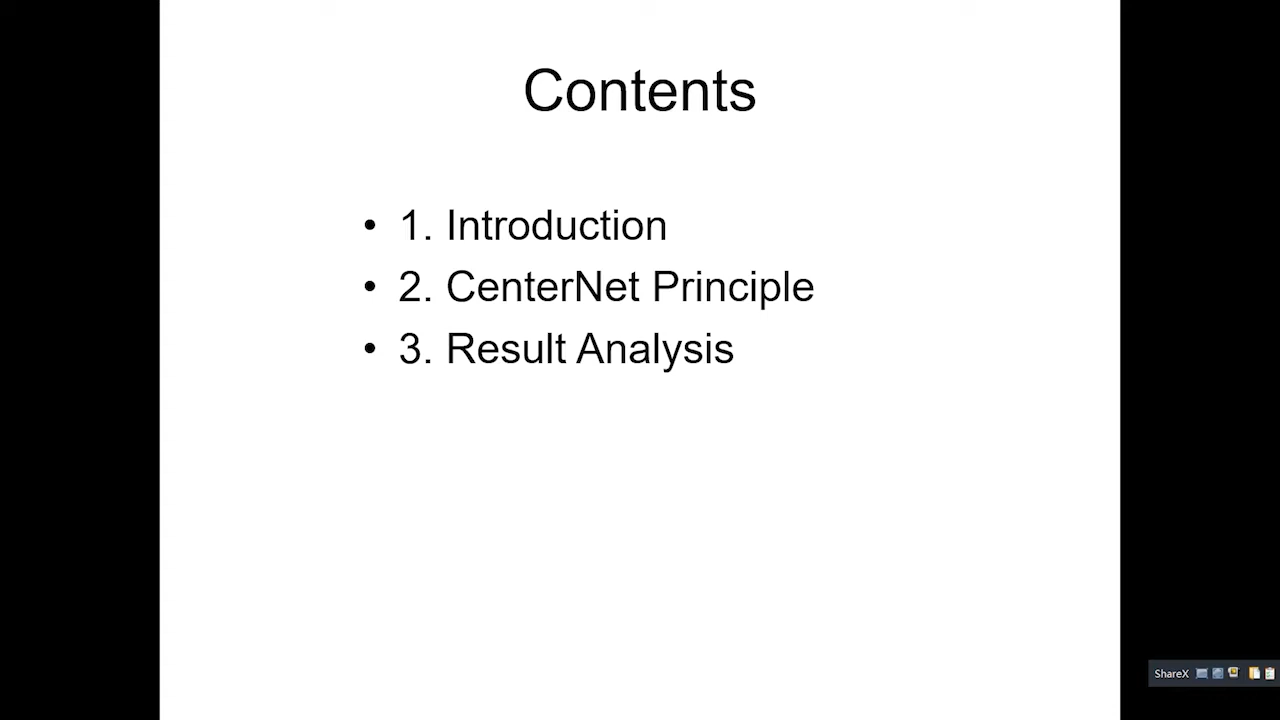 Contents
• 1. Introduction
• 2. CenterNet Principle
• 3. Result Analysis
ShareX